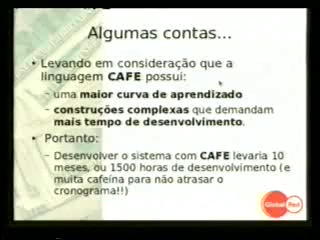 Algumas contas...
• Levando em consideração que a
linguagem CAFE possui:
– uma maior curva de aprendizado
– construções complexas que demandam
mais tempo de desenvolvimento.
• Portanto:
– Desenvolver o sistema com CAFE levaria 10
meses, ou 1500 horas de desenvolvimento (e
muita cafeína para não atrasar o
cronograma!!)
Global Red